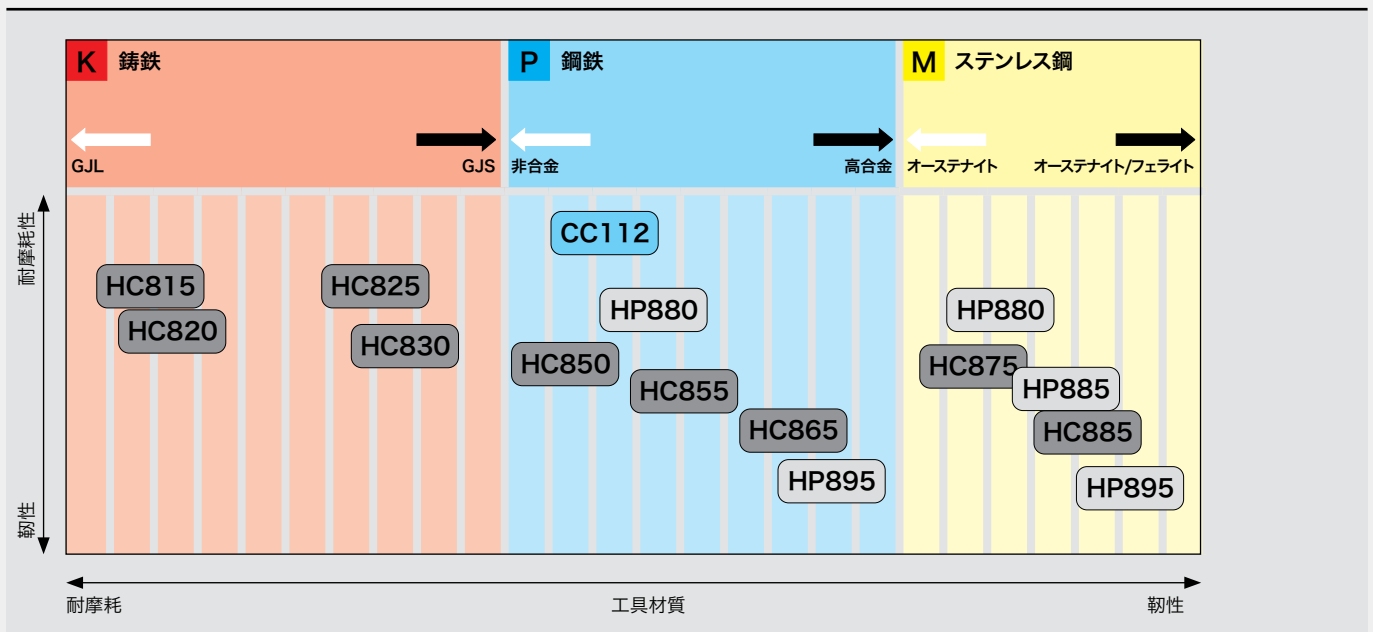 K 鋳鉄
GJL GJS
P 鋼鉄
非合金 高合金
M ステンレス鋼
オーステナイト オーステナイト/フェライト
耐摩耗性
靭性
HC815
HC820
HC825
HC830
CC112
HP880
HC850
HC855
HC865
HP895
HP880
HC875
HP885
HC885
HP895
耐摩耗 工具材質 靭性